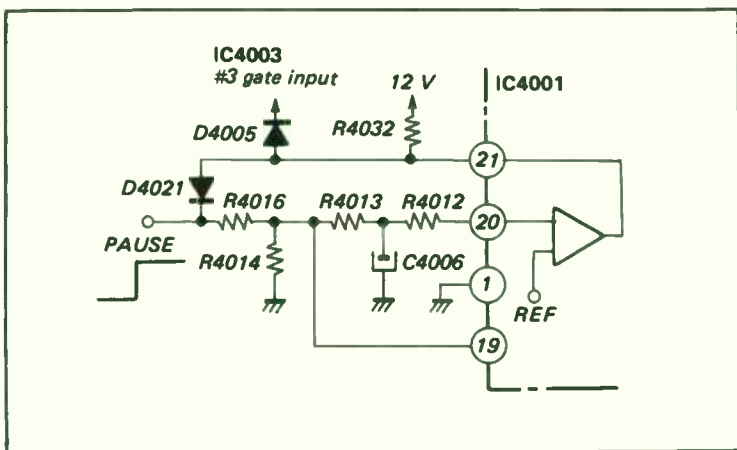 IC4003
#3 gate input
12 V
IC4001
D4005
R4032
21
D4021
R4016
R4013
R4012
20
PAUSE
R4014
C4006
1
REF
19